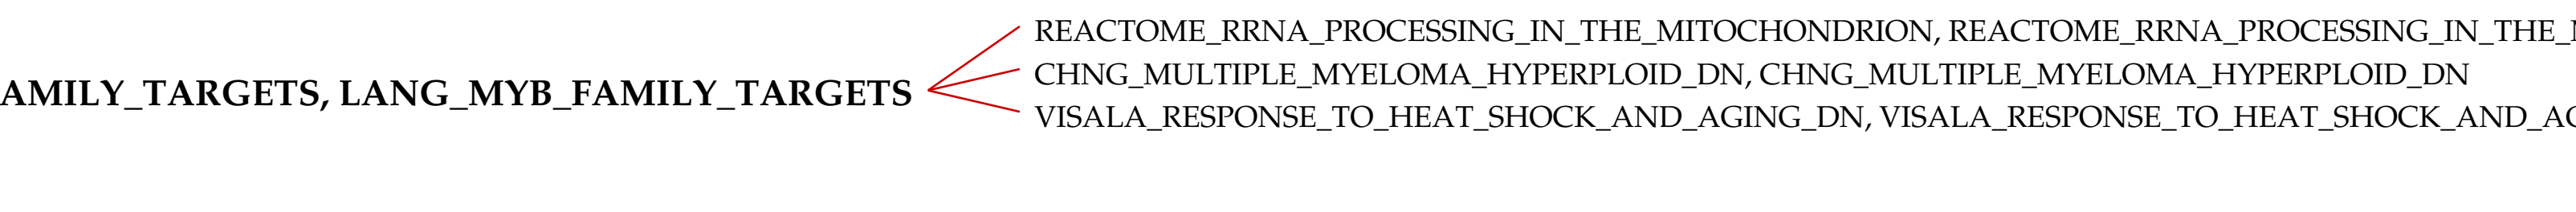 REACTOME_RRNA_PROCESSING_IN_THE_MITOCHONDRION, REACTOME_RRNA_PROCESSING_IN_THE_
CHNG_MULTIPLE_MYELOMA_HYPERPLOID_DN, CHNG_MULTIPLE_MYELOMA_HYPERPLOID_DN
AMILY_TARGETS, LANG_MYB_FAMILY_TARGETS
VISALA_RESPONSE_TO_HEAT_SHOCK_AND_AGING_DN, VISALA_RESPONSE_TO_HEAT_SHOCK_AND_A